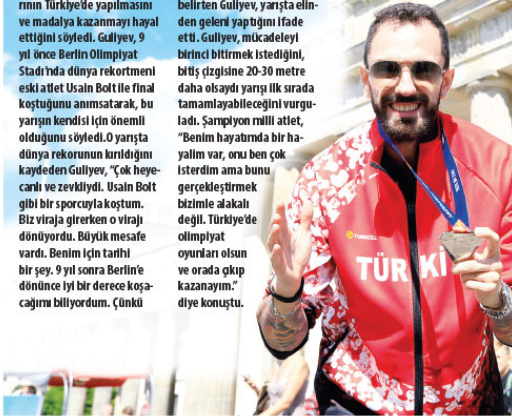 rının Türkiye'de yapılmasını
ve madalya kazanmayı hayal
ettiğini söyledi. Guliyev, 9
yıl önce Berlin Olimpiyat
Stadı'nda dünya rekortmeni
eski atlet Usain Bolt ile final
koştuğunu anımsatarak, bu
yarışın kendisi için önemli
olduğunu söyledi.O yarışta
dünya rekorunun kırıldığını
kaydeden Guliyev, "Çok heye-
canlı ve zevkliydi. Usain Bolt
gibi bir sporcuyla koştum.
Biz viraja girerken o virajı
dönüyordu. Büyük mesafe
vardı. Benim için tarihi
bir şey. 9 yıl sonra Berlin'e
dönünce iyi bir derece koşa-
cağımı biliyordum. Çünkü
belirten Guliyev, yarışta elin-
den geleni yaptığını ifade
etti. Guliyev, mücadeleyi
birinci bitirmek istediğini,
bitiş çizgisine 20-30 metre
daha olsaydı yarışı ilk sırada
tamamlayabileceğini vurgu-
ladı. Şampiyon milli atlet,
"Benim hayatımda bir ha-
yalim var, onu ben çok
isterdim ama bunu
gerçekleştirmek
bizimle alakalı
değil. Türkiye'de
olimpiyat
oyunları olsun
ve orada çıkıp
kazanayım."
diye konuştu.
TURKCELL
TÜRKİ